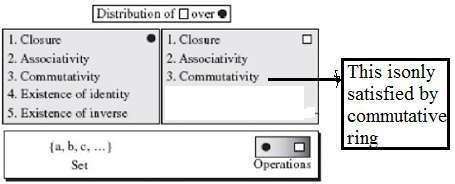 Distribution of □ over ●
1. Closure ●
2. Associativity
3. Commutativity
4. Existence of identity
5. Existence of inverse
1. Closure □
2. Associativity
3. Commutativity
This isonly
satisfied by
commutative
ring
{a, b, c, ...}
Set
● □
Operations